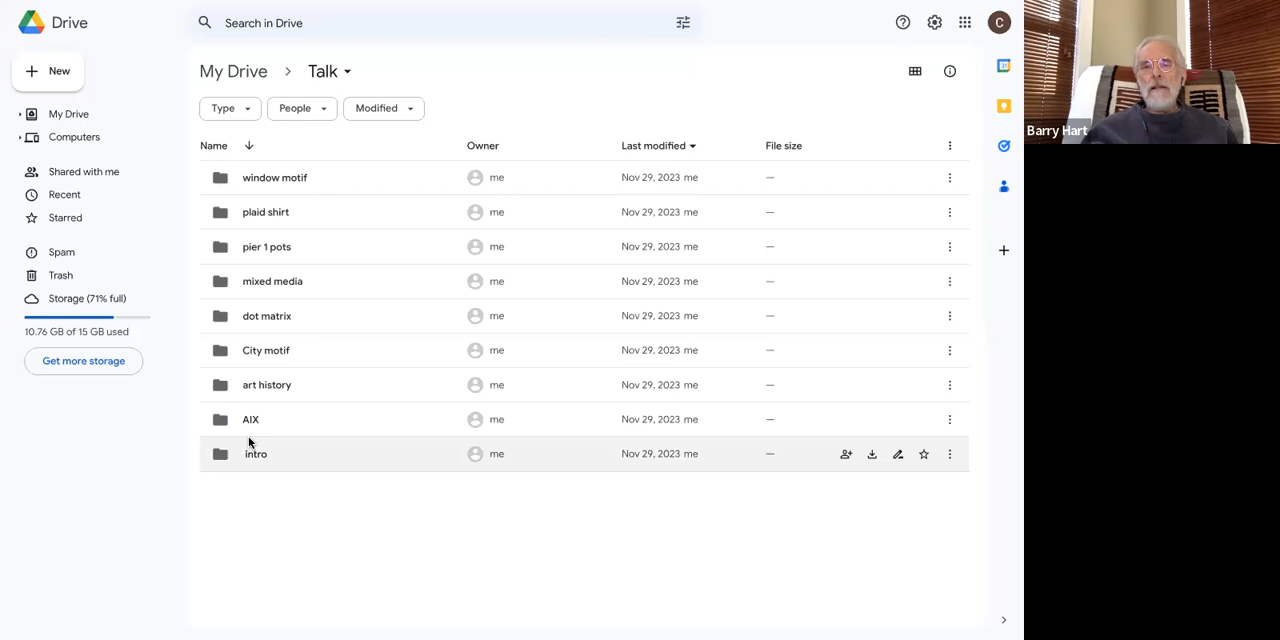 Drive
Search in Drive
C
New
My Drive
Computers
Shared with me
Recent
Starred
Spam
Trash
Storage (71% full)
10.76 GB of 15 GB used
Get more storage
My Drive
Talk
Type
People
Modified
Name
Owner
Last modified
File size
window motif
me
Nov 29, 2023 me
—
plaid shirt
me
Nov 29, 2023 me
—
pier 1 pots
me
Nov 29, 2023 me
—
mixed media
me
Nov 29, 2023 me
—
dot matrix
me
Nov 29, 2023 me
—
City motif
me
Nov 29, 2023 me
—
art history
me
Nov 29, 2023 me
—
AIX
me
Nov 29, 2023 me
—
intro
me
Nov 29, 2023 me
—
Barry Hart